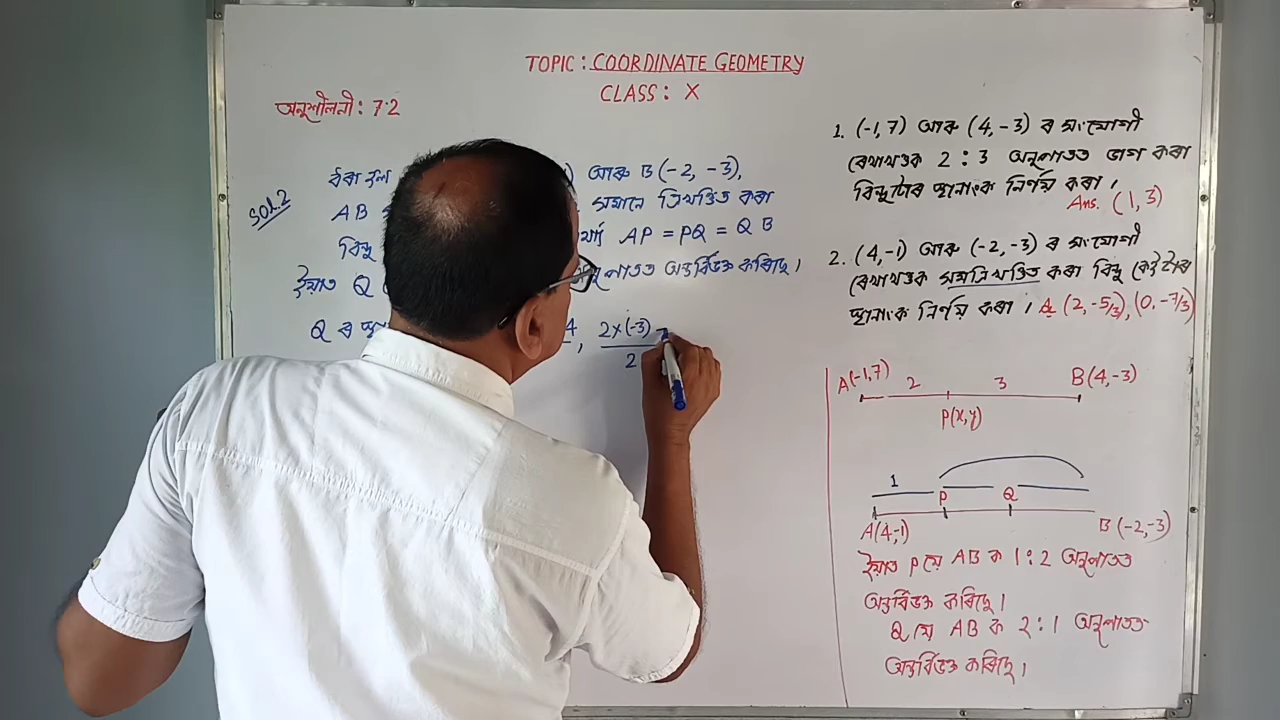 TOPIC : COORDINATE GEOMETRY
CLASS : X
অনুশীলনী : 7.2
SOL.2
ধৰা হ'ল আৰু B (-2, -3),
AB সমানে ত্ৰিখণ্ডিত কৰা
বিন্দু AP = PQ = QB
ইয়াত Q অনুপাতত অন্তৰ্বিভক্ত কৰিছে।
Q ৰ 4 , 2×(-3)
2
1. (-1, 7) আৰু (4, -3) ৰ সংযোগী
ৰেখাখণ্ডক 2 : 3 অনুপাতত ভাগ কৰা
বিন্দুটোৰ স্থানাংক নিৰ্ণয় কৰা।
Ans. (1, 3)
2. (4, -1) আৰু (-2, -3) ৰ সংযোগী
ৰেখাখণ্ডক সমত্ৰিখণ্ডিত কৰা বিন্দু কেইটাৰ
স্থানাংক নিৰ্ণয় কৰা। A (2, -5/3), (0, -7/3)
A(-1,7) 2 3 B(4,-3)
P(x,y)
1
P Q
A(4,-1) B(-2,-3)
ইয়াত P যে AB ক 1 : 2 অনুপাতত
অন্তৰ্বিভক্ত কৰিছে।
Q যে AB ক 2 : 1 অনুপাতত
অন্তৰ্বিভক্ত কৰিছে।